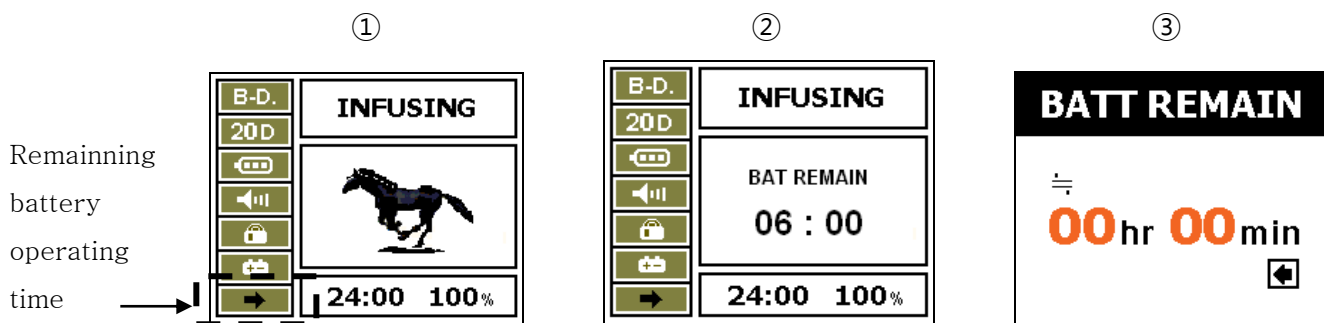 ①
②
③
Remainning
battery
operating
time
B-D.
20D
INFUSING
24:00 100%
B-D.
20D
INFUSING
BAT REMAIN
06 : 00
24:00 100%
BATT REMAIN
≒
00hr 00min